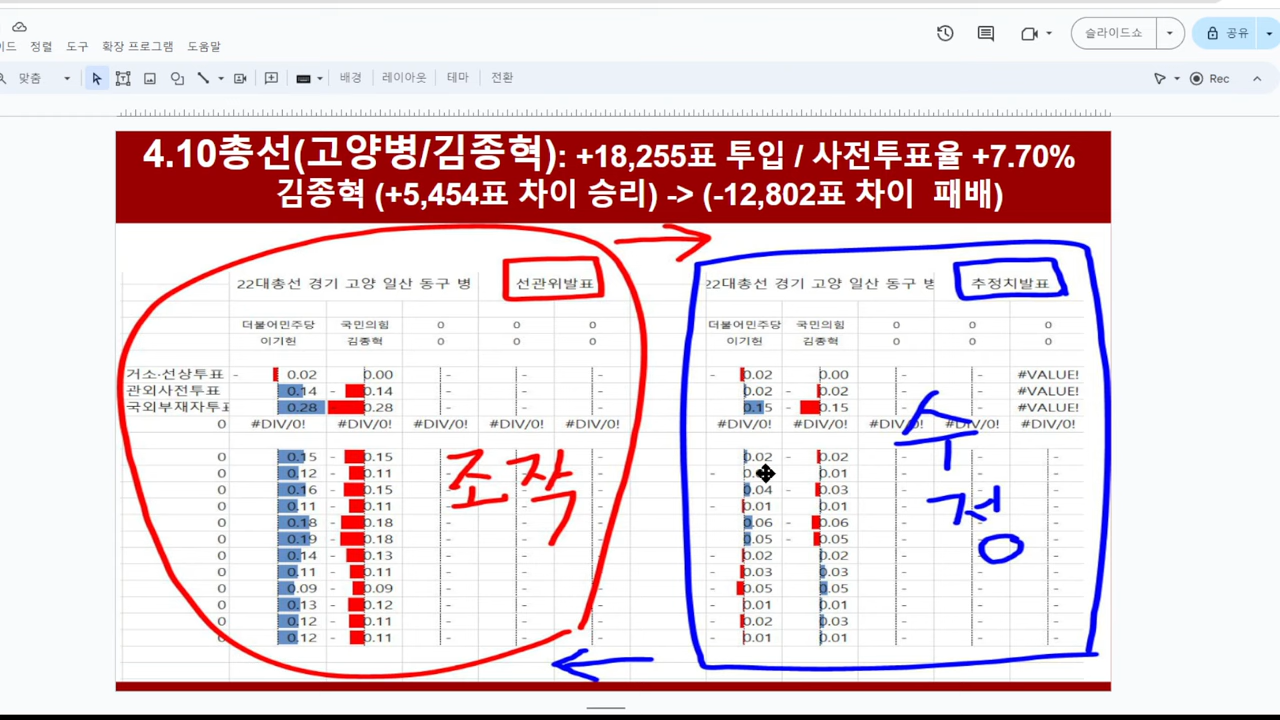 이드 정렬 도구 확장 프로그램 도움말
슬라이드쇼
공유
맞춤 배경 레이아웃 테마 전환
Rec
4.10총선(고양병/김종혁): +18,255표 투입 / 사전투표율 +7.70%
김종혁 (+5,454표 차이 승리) -> (-12,802표 차이 패배)
22대총선 경기 고양 일산 동구 병 선관위발표
더불어민주당 국민의힘 0 0 0
이기헌 김종혁 0 0 0
거소·선상투표 - 0.02 0.00 - - -
관외사전투표 0.14 - 0.14 - - -
국외부재자투표 0.28 - 0.28 - - -
0 #DIV/0! #DIV/0! #DIV/0! #DIV/0! #DIV/0!
0 0.15 - 0.15 - - -
0 0.12 - 0.11 - - -
0 0.16 - 0.15 - - -
0 0.11 - 0.11 - - -
0 0.18 - 0.18 - - -
0 0.19 - 0.18 - - -
0 0.14 - 0.13 - - -
0 0.11 - 0.11 - - -
0 0.09 - 0.09 - - -
0 0.13 - 0.12 - - -
0 0.12 - 0.11 - - -
0 0.12 - 0.11 - - -
조작
22대총선 경기 고양 일산 동구 병 추정치발표
더불어민주당 국민의힘 0 0 0
이기헌 김종혁 0 0 0
- 0.02 0.00 - - #VALUE!
0.02 - 0.02 - - #VALUE!
0.15 - 0.15 - - #VALUE!
#DIV/0! #DIV/0! #DIV/0! #DIV/0! #DIV/0!
0.02 - 0.02 - - -
0.01 - - -
0.04 - 0.03 - - -
- 0.01 0.01 - - -
0.06 - 0.06 - - -
0.05 - 0.05 - - -
- 0.02 0.02 - - -
- 0.03 0.03 - - -
- 0.05 0.05 - - -
- 0.01 0.01 - - -
- 0.02 0.03 - - -
- 0.01 0.01 - - -
수정